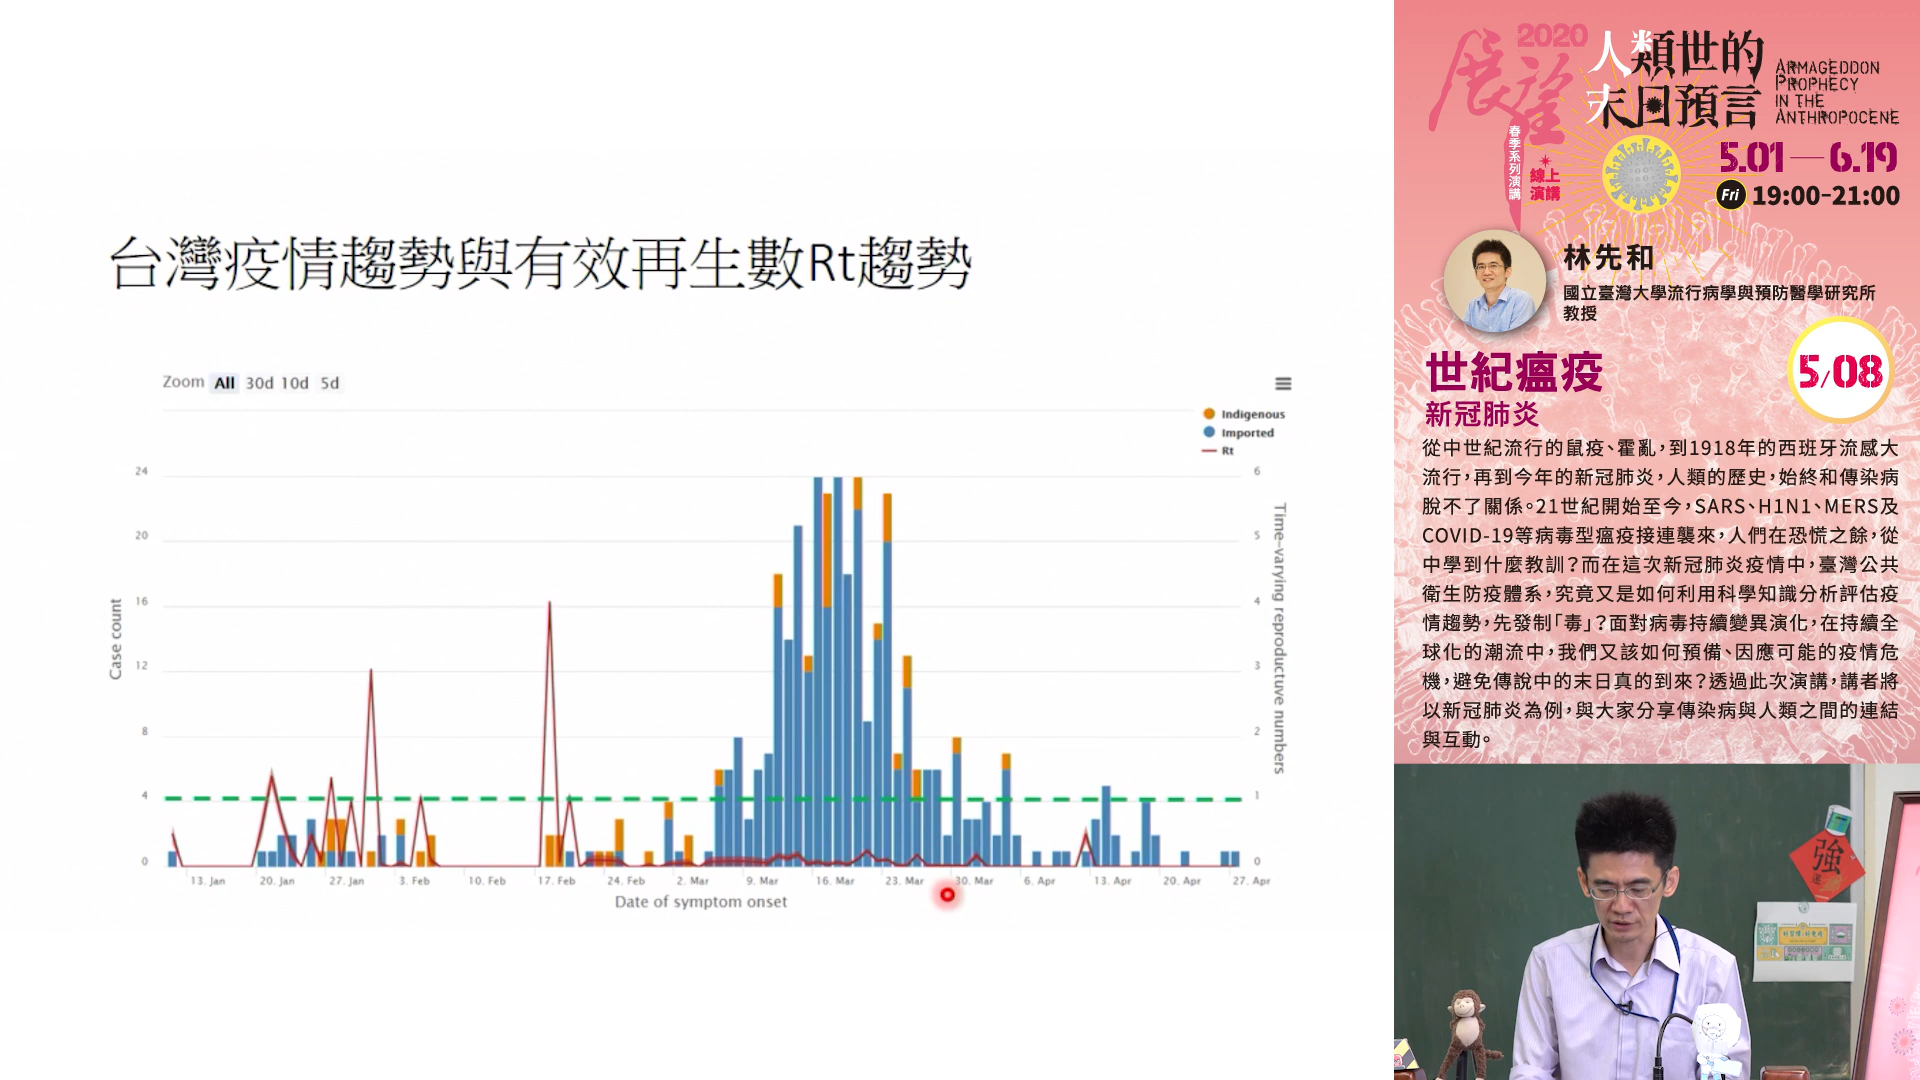 台灣疫情趨勢與有效再生數Rt趨勢
Zoom All 30d 10d 5d
Indigenous
Imported
Rt
24
20
16
12
8
4
0
Case count
6
5
4
3
2
1
0
Time-varying reproductuve numbers
13. Jan 20. Jan 27. Jan 3. Feb 10. Feb 17. Feb 24. Feb 2. Mar 9. Mar 16. Mar 23. Mar 30. Mar 6. Apr 13. Apr 20. Apr 27. Apr
Date of symptom onset
2020
展望
春季系列演講
線上
演講
人類世的
末日預言
ARMAGEDDON
PROPHECY
IN THE
ANTHROPOCENE
5.01—6.19
Fri 19:00-21:00
林先和
國立臺灣大學流行病學與預防醫學研究所
教授
5/08
世紀瘟疫
新冠肺炎
從中世紀流行的鼠疫、霍亂,到1918年的西班牙流感大
流行,再到今年的新冠肺炎,人類的歷史,始終和傳染病
脫不了關係。21世紀開始至今,SARS、H1N1、MERS及
COVID-19等病毒型瘟疫接連襲來,人們在恐慌之餘,從
中學到什麼教訓?而在這次新冠肺炎疫情中,臺灣公共
衛生防疫體系,究竟又是如何利用科學知識分析評估疫
情趨勢,先發制「毒」?面對病毒持續變異演化,在持續全
球化的潮流中,我們又該如何預備、因應可能的疫情危
機,避免傳說中的末日真的到來?透過此次演講,講者將
以新冠肺炎為例,與大家分享傳染病與人類之間的連結
與互動。
強